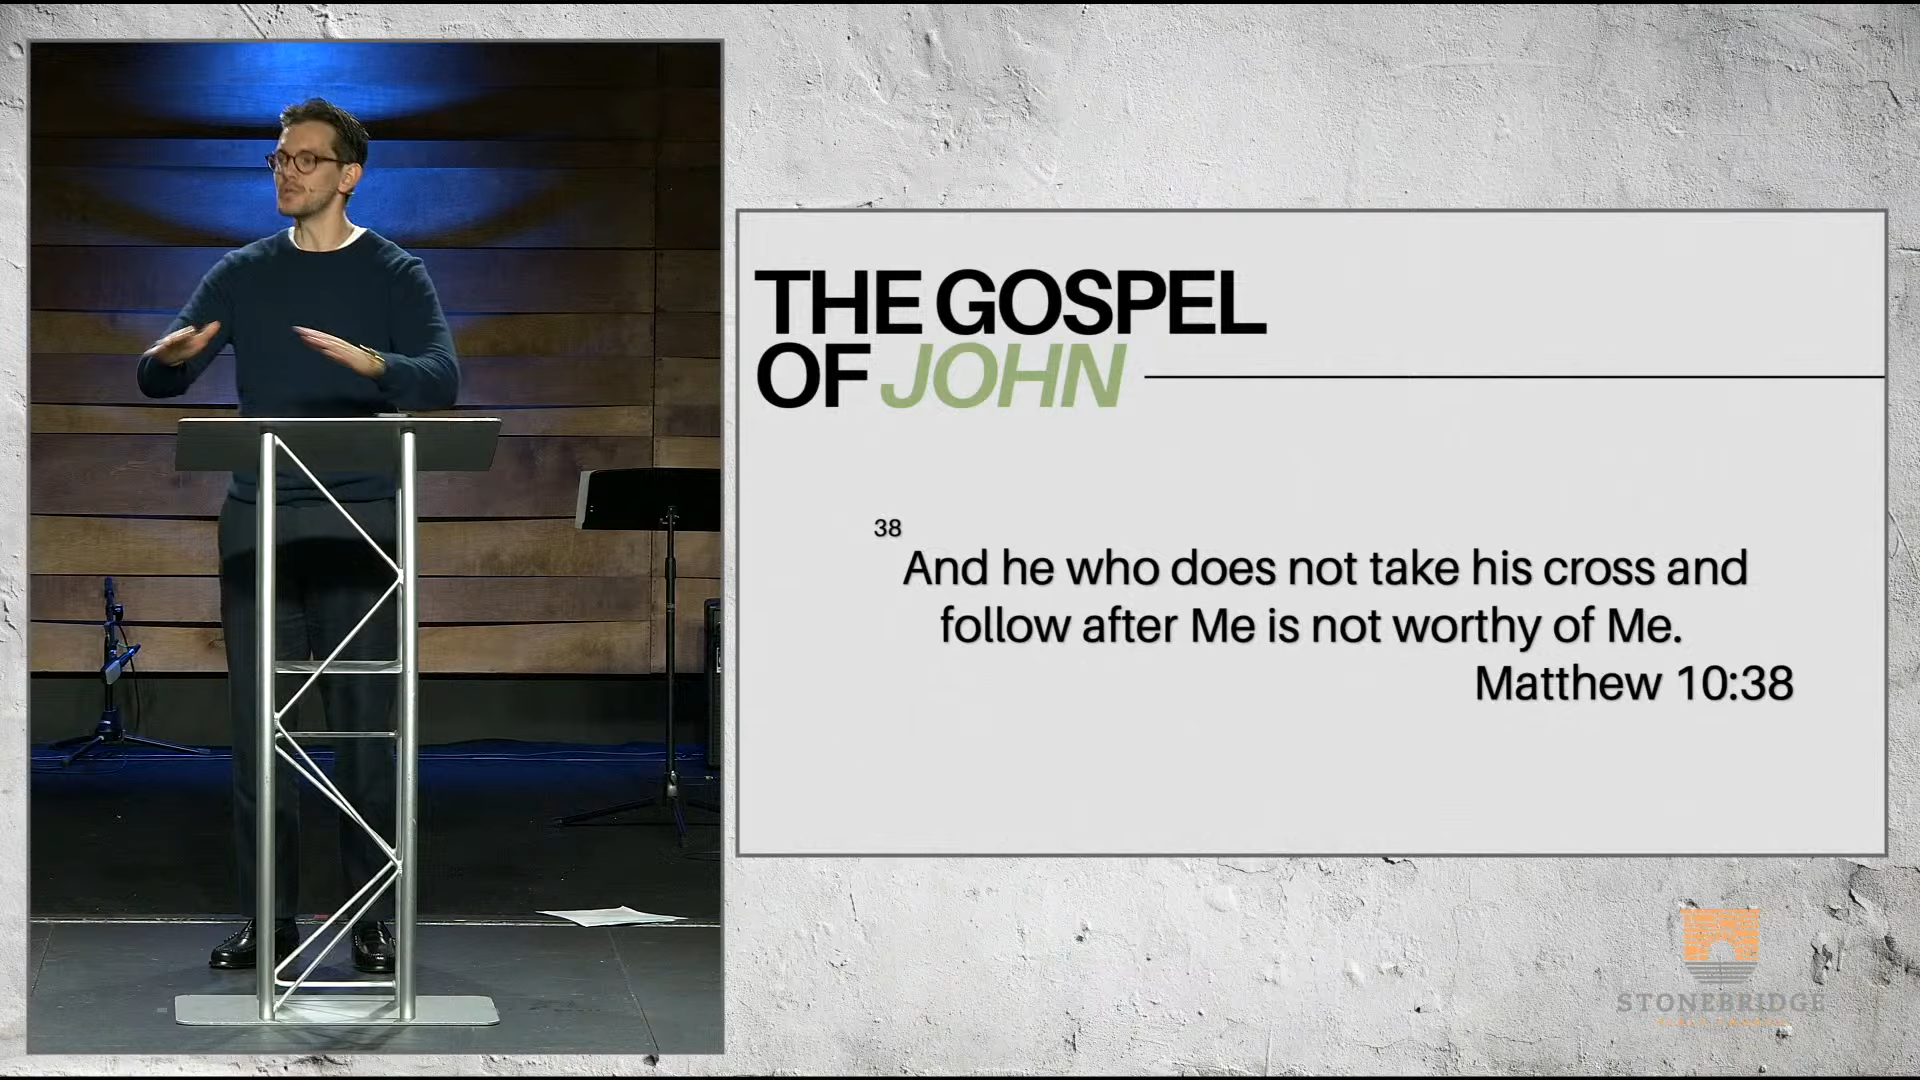 THE GOSPEL
OF JOHN
38
And he who does not take his cross and
follow after Me is not worthy of Me.
Matthew 10:38
STONEBRIDGE